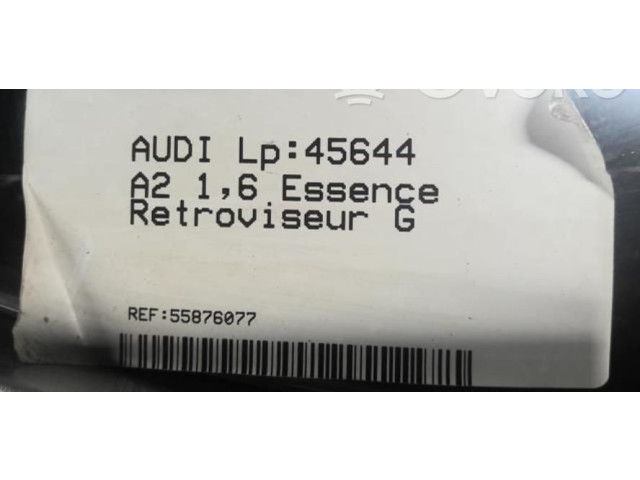 AUDI Lp:45644
A2 1,6 Essence
Retroviseur G
REF:55876077